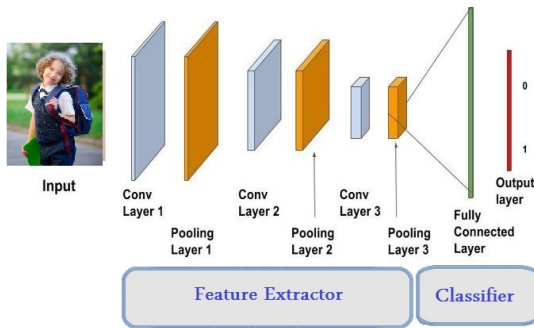 0
1
Input
Conv
Layer 1
Pooling
Layer 1
Conv
Layer 2
Pooling
Layer 2
Conv
Layer 3
Pooling
Layer 3
Fully
Connected
Layer
Output
layer
Feature Extractor
Classifier